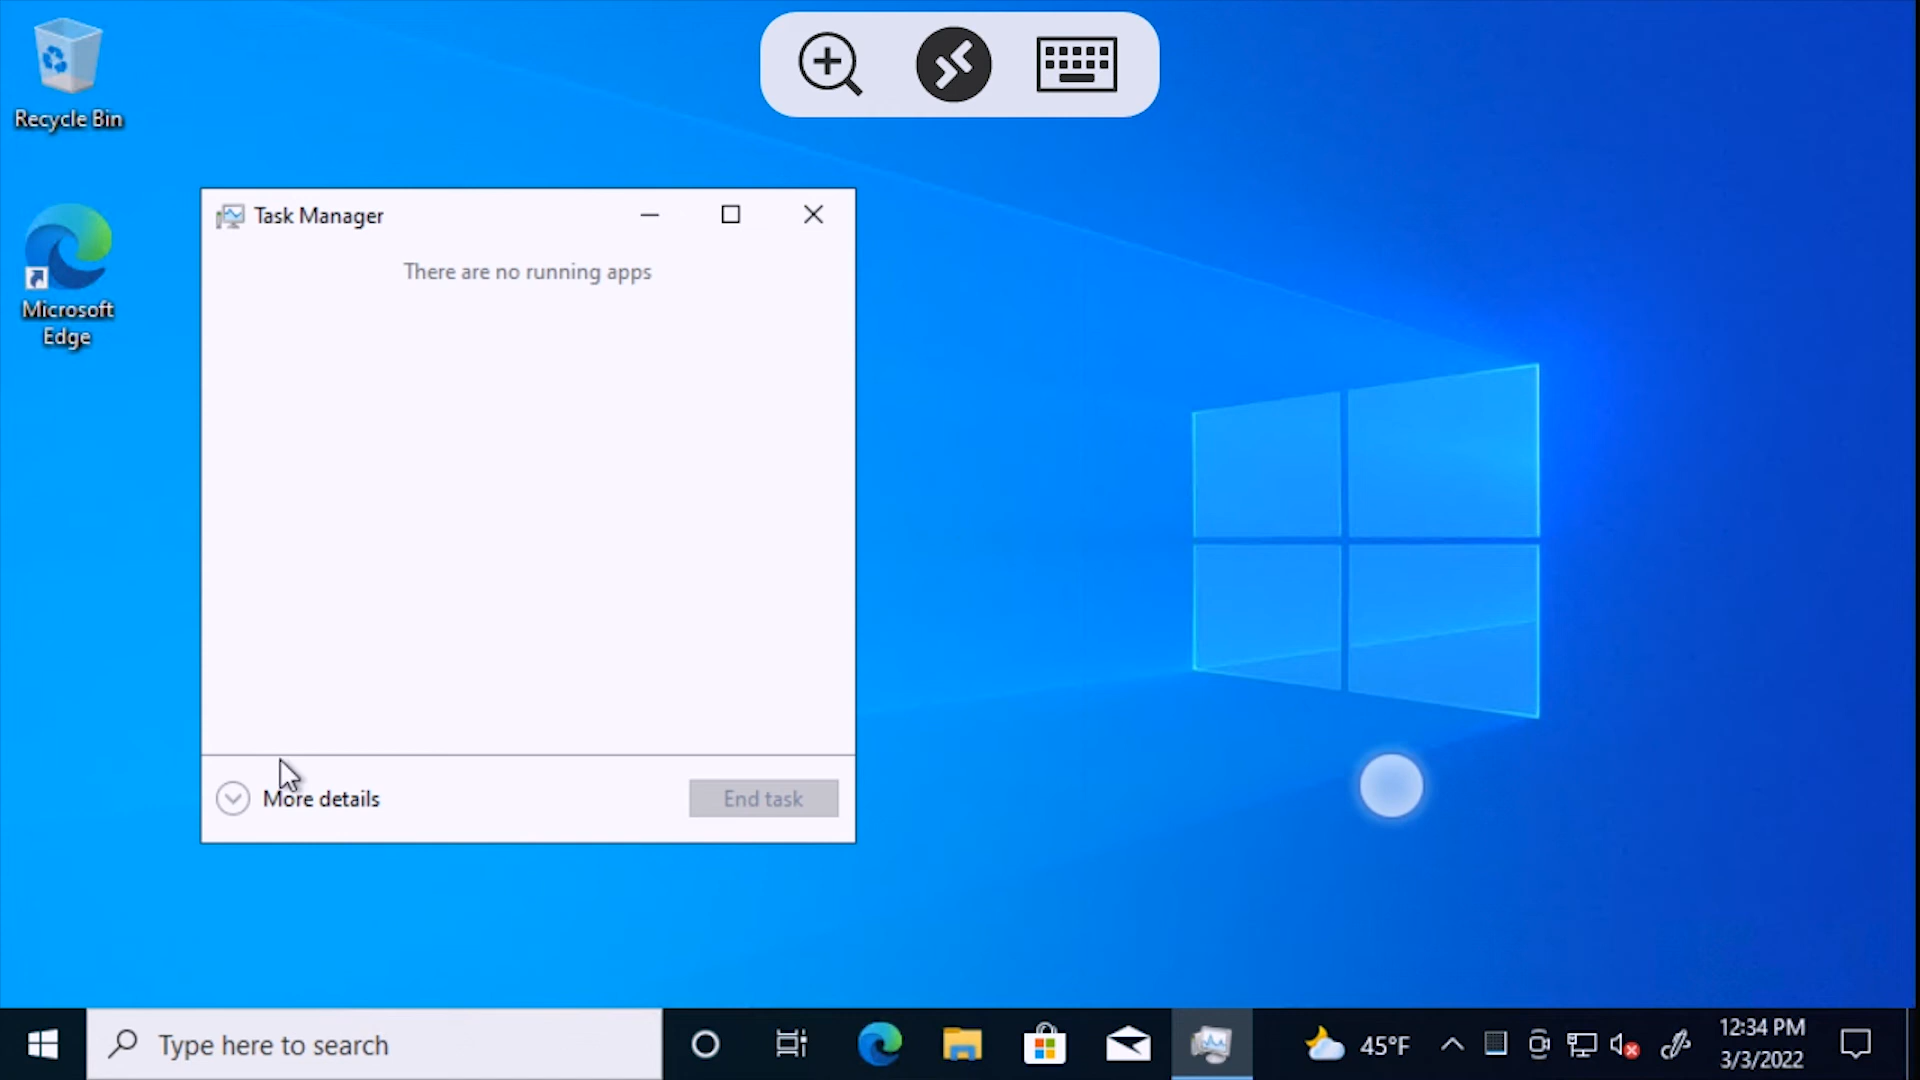 Recycle Bin
Microsoft
Edge
Task Manager
There are no running apps
More details
End task
Type here to search
45°F
12:34 PM
3/3/2022